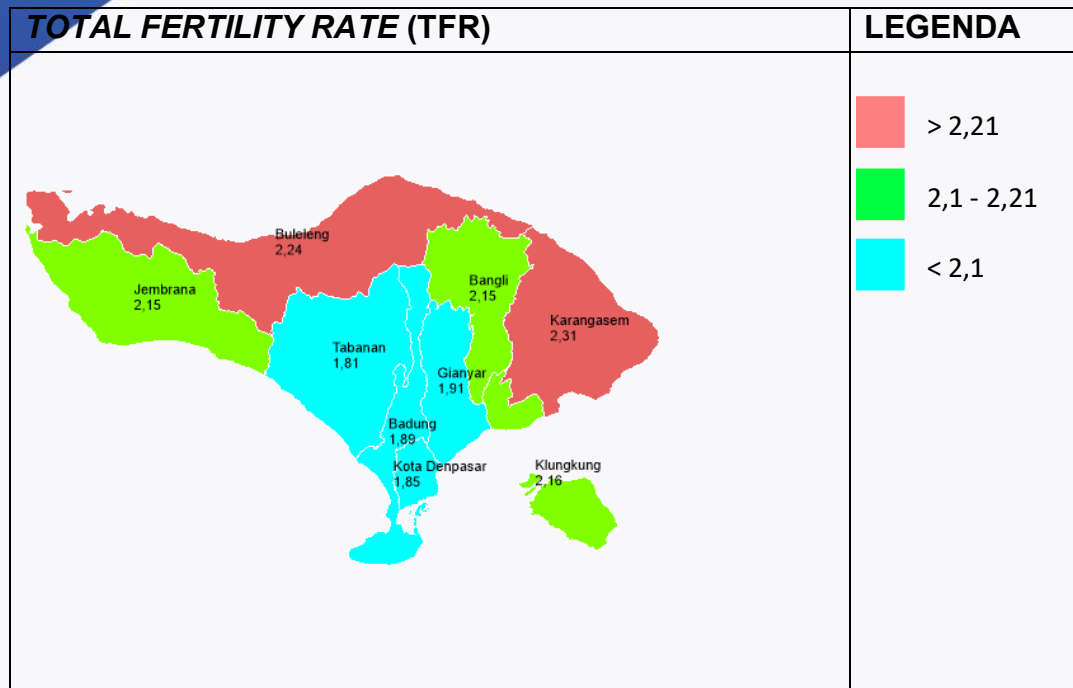 TOTAL FERTILITY RATE (TFR)
LEGENDA
> 2,21
2,1 - 2,21
< 2,1
Buleleng
2,24
Jembrana
2,15
Bangli
2,15
Karangasem
2,31
Tabanan
1,81
Gianyar
1,91
Badung
1,89
Kota Denpasar
1,85
Klungkung
2,16